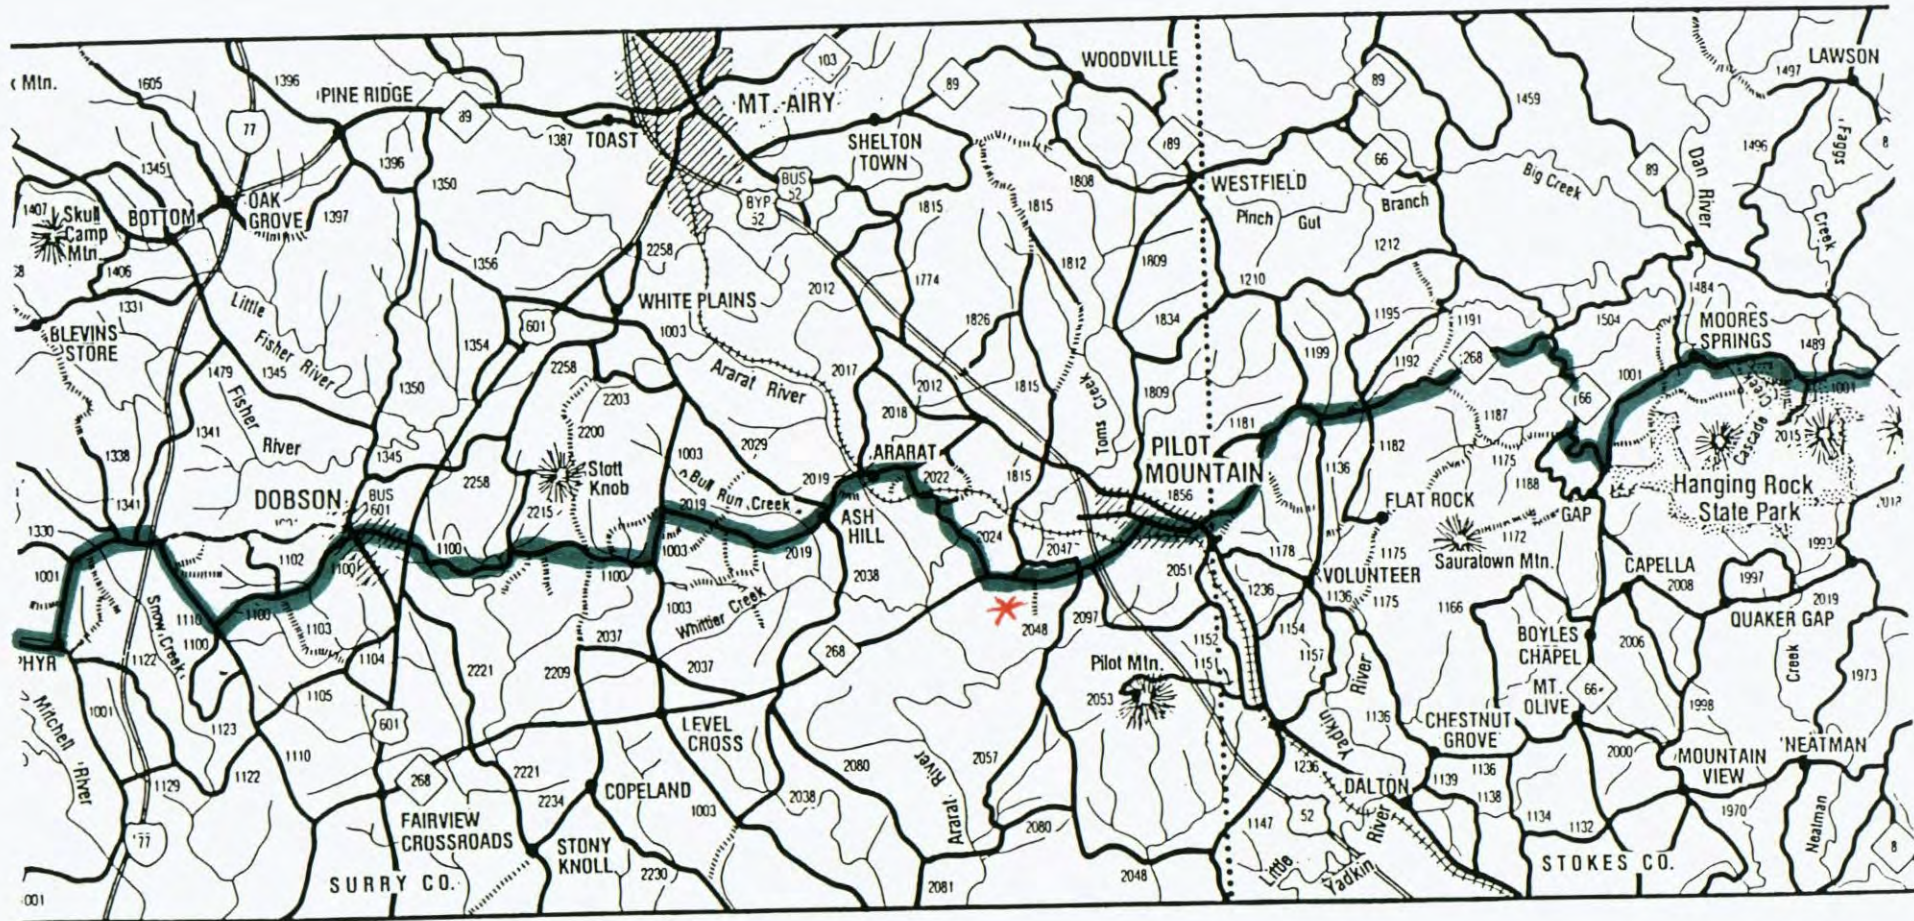 k Mtn.
1605
1396
77
PINE RIDGE
89
1387
TOAST
MT. AIRY
103
SHELTON
TOWN
89
WOODVILLE
89
89
1459
1497
LAWSON
1496
Faggs
Creek
8
66
89
Dan River
Big Creek
WESTFIELD
Pinch Gut Branch
1212
1407
Skull
Camp
Mtn.
BOTTOM
1345
OAK
GROVE
1397
1396
1350
1406
1331
BLEVINS
STORE
Little
Fisher River
1345
1479
Fisher
River
1341
1338
1341
1330
1356
2258
WHITE PLAINS
601
1354
1350
1003
2258
2203
2200
BUS
52
BYP
52
1815
1774
2012
1826
1815
1812
1808
1809
1834
1809
1815
1210
1199
1195
1191
1192
268
1504
1484
MOORES
SPRINGS
1489
1001
1001
66
Cascade Creek
2015
Hanging Rock
State Park
Ararat River
2017
2012
2018
2029
1003
Bull Run Creek
2019
2019
2019
ARARAT
2022
ASH
HILL
2024
Toms Creek
1815
PILOT
MOUNTAIN
1856
1181
1182
1136
1187
1175
1188
GAP
FLAT ROCK
1172
Sauratown Mtn.
DOBSON
BUS
601
1345
2258
2215
Stott
Knob
1100
1100
1100
1102
1103
1100
1110
1100
Snow Creek
1001
1122
1104
1105
1003
1003
Whittier Creek
2037
2037
2038
268
2047
2048
2097
2051
1178
1236
VOLUNTEER
1175
1175
1136
1154
1157
1152
1151
Pilot Mtn.
2053
1166
CAPELLA
2008
1997
2019
QUAKER GAP
BOYLES
CHAPEL
2006
MT.
OLIVE
66
1998
Creek
1973
PHYR
Mitchell
River
1001
1123
1122
1110
1129
77
1001
601
268
FAIRVIEW
CROSSROADS
2221
2209
2221
2234
COPELAND
STONY
KNOLL
2230
LEVEL
CROSS
1003
2038
2080
2081
Ararat River
2057
2080
2048
1147
52
1236
DALTON
Yadkin
River
1136
CHESTNUT
GROVE
1139
1136
1138
1134
1132
2000
MOUNTAIN
VIEW
NEATMAN
1970
Neatman
8
Little
Yadkin
River
SURRY CO.
STOKES CO.